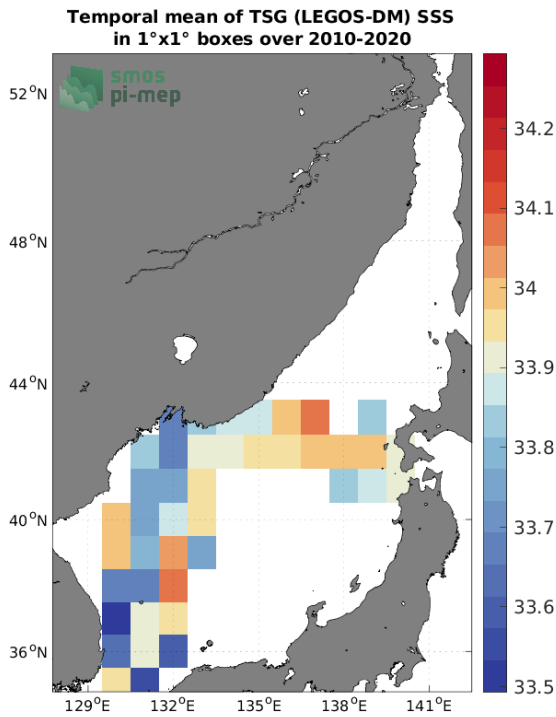 Temporal mean of TSG (LEGOS-DM) SSS
in 1°x1° boxes over 2010-2020
smos
pi-mep
52°N
48°N
44°N
40°N
36°N
129°E
132°E
135°E
138°E
141°E
34.2
34.1
34
33.9
33.8
33.7
33.6
33.5